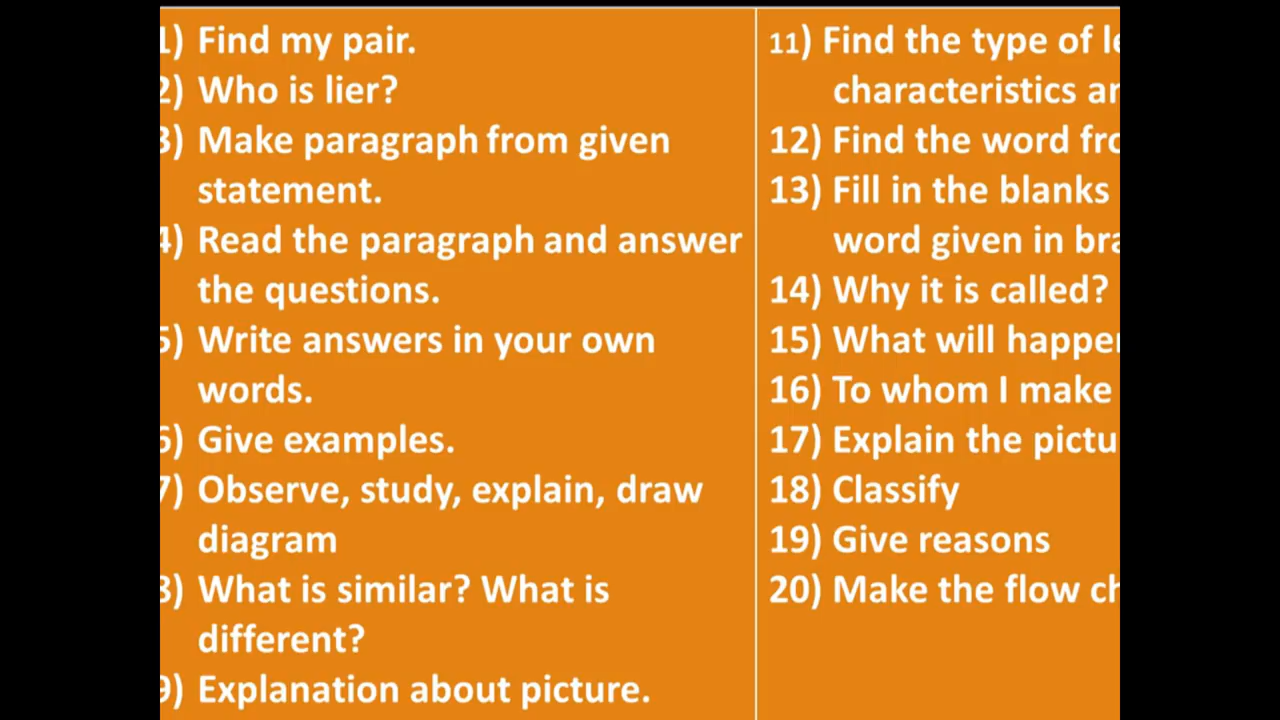 1) Find my pair.
2) Who is lier?
3) Make paragraph from given
statement.
4) Read the paragraph and answer
the questions.
5) Write answers in your own
words.
6) Give examples.
7) Observe, study, explain, draw
diagram
8) What is similar? What is
different?
9) Explanation about picture.
11) Find the type of
characteristics
12) Find the word
13) Fill in the blanks
word given in
14) Why it is called?
15) What will
16) To whom I make
17) Explain the
18) Classify
19) Give reasons
20) Make the flow